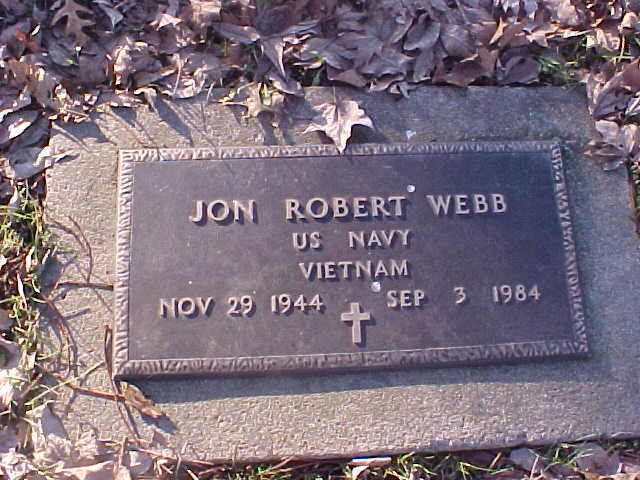 JON ROBERT WEBB
US NAVY
VIETNAM
NOV 29 1944 SEP 3 1984